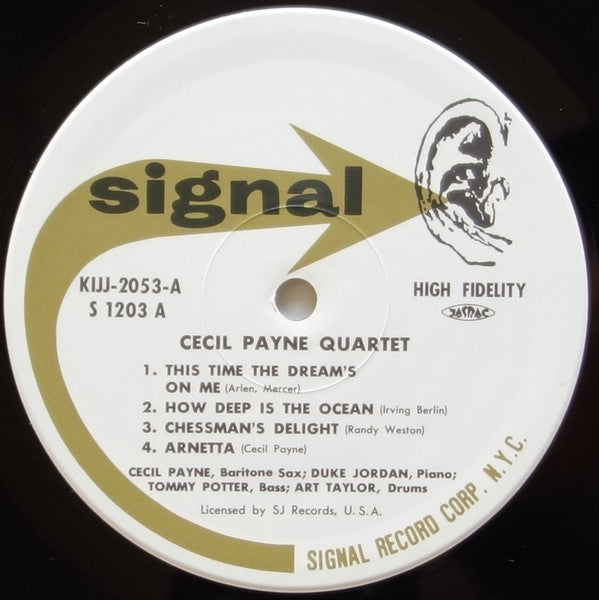 signal
KIJJ-2053-A
S 1203 A
HIGH FIDELITY
JASRAC
CECIL PAYNE QUARTET
1. THIS TIME THE DREAM'S
ON ME (Arlen, Mercer)
2. HOW DEEP IS THE OCEAN (Irving Berlin)
3. CHESSMAN'S DELIGHT (Randy Weston)
4. ARNETTA (Cecil Payne)
CECIL PAYNE, Baritone Sax; DUKE JORDAN, Piano;
TOMMY POTTER, Bass; ART TAYLOR, Drums
Licensed by SJ Records, U.S.A.
SIGNAL RECORD CORP. N.Y.C.